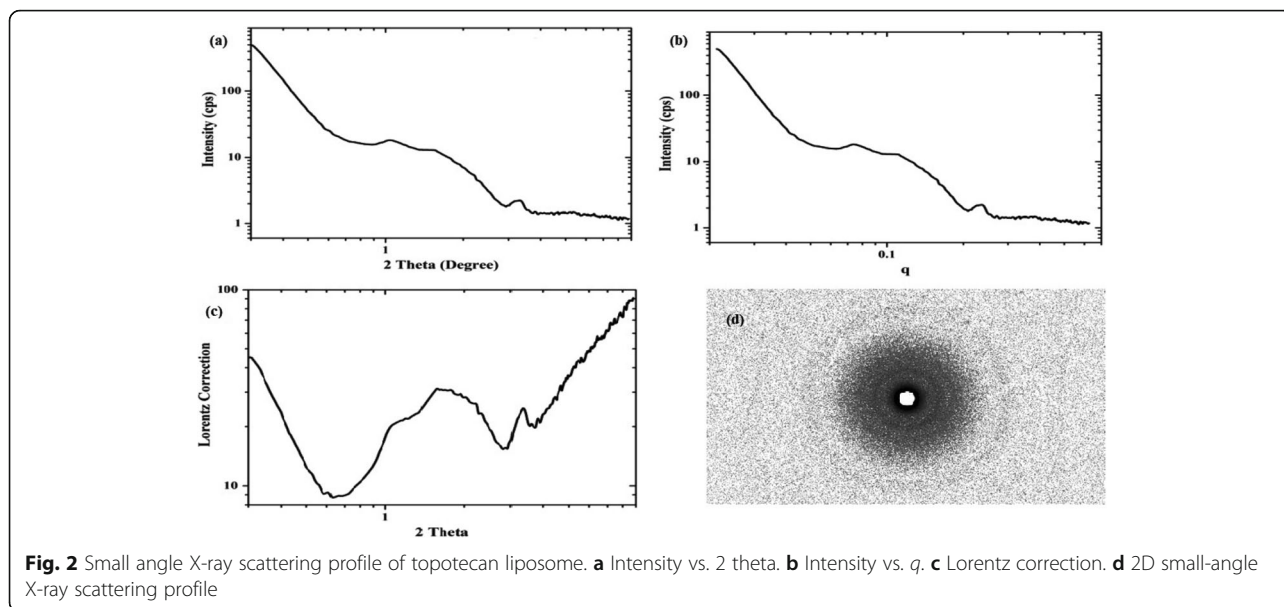 (a)
100
10
1
Intensity (cps)
1
2 Theta (Degree)
(b)
100
10
1
Intensity (cps)
0.1
q
(c)
100
10
Lorentz Correction
1
2 Theta
(d)
Fig. 2 Small angle X-ray scattering profile of topotecan liposome. a Intensity vs. 2 theta. b Intensity vs. q. c Lorentz correction. d 2D small-angle
X-ray scattering profile